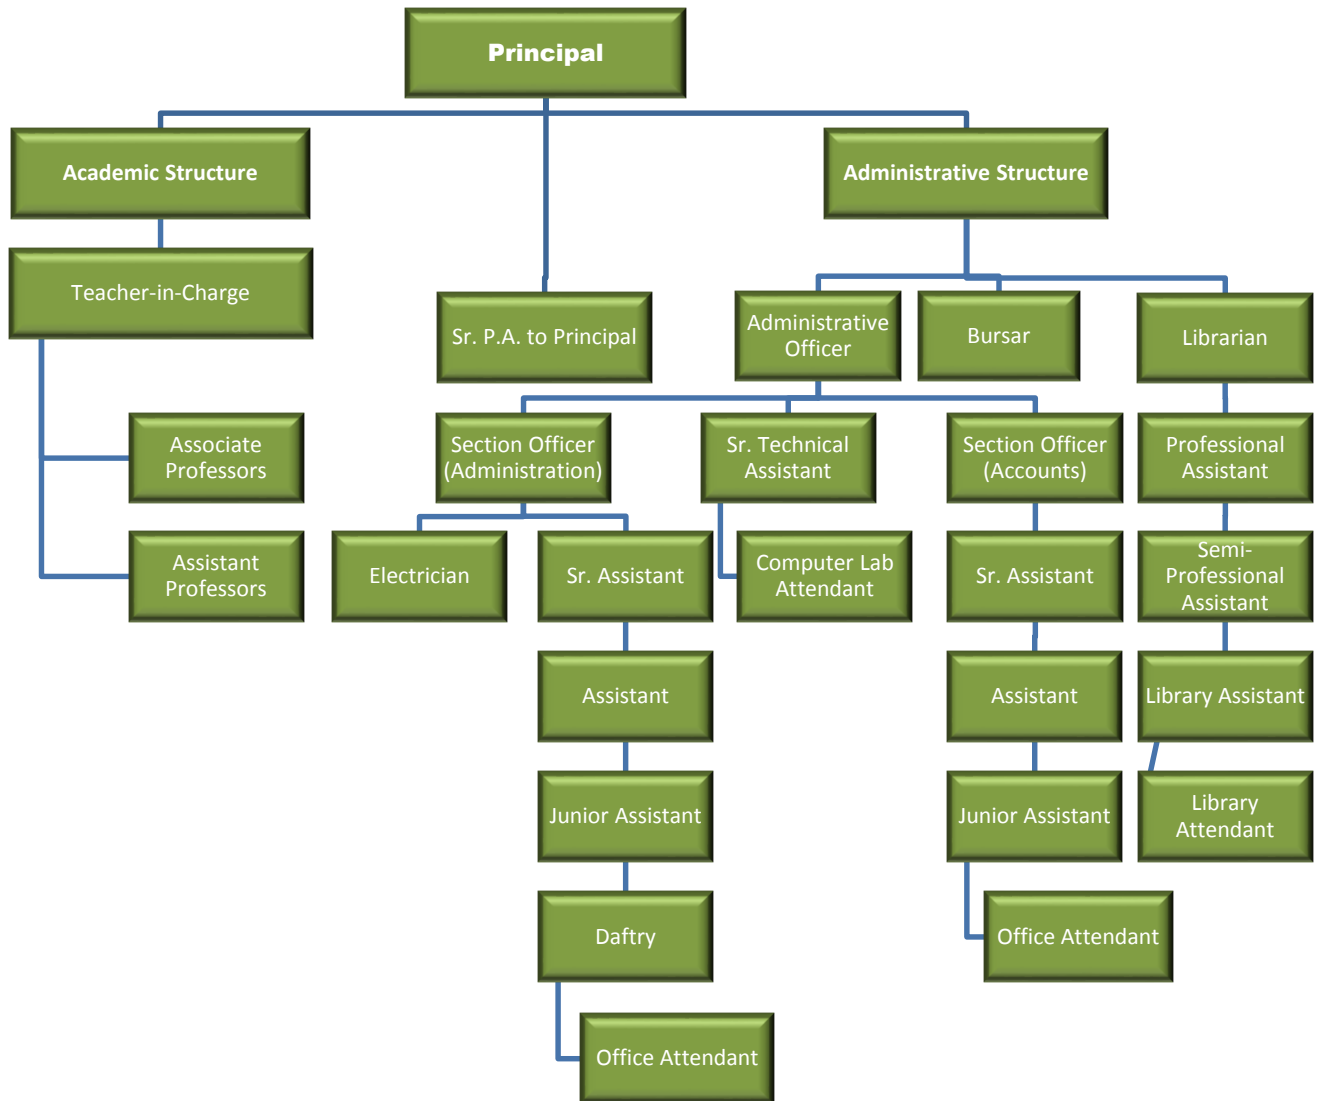 Principal
Academic Structure
Administrative Structure
Teacher-in-Charge
Sr. P.A. to Principal
Administrative
Officer
Bursar
Librarian
Associate
Professors
Section Officer
(Administration)
Sr. Technical
Assistant
Section Officer
(Accounts)
Professional
Assistant
Assistant
Professors
Electrician
Sr. Assistant
Computer Lab
Attendant
Sr. Assistant
Semi-
Professional
Assistant
Assistant
Assistant
Library Assistant
Junior Assistant
Junior Assistant
Library
Attendant
Daftry
Office Attendant
Office Attendant